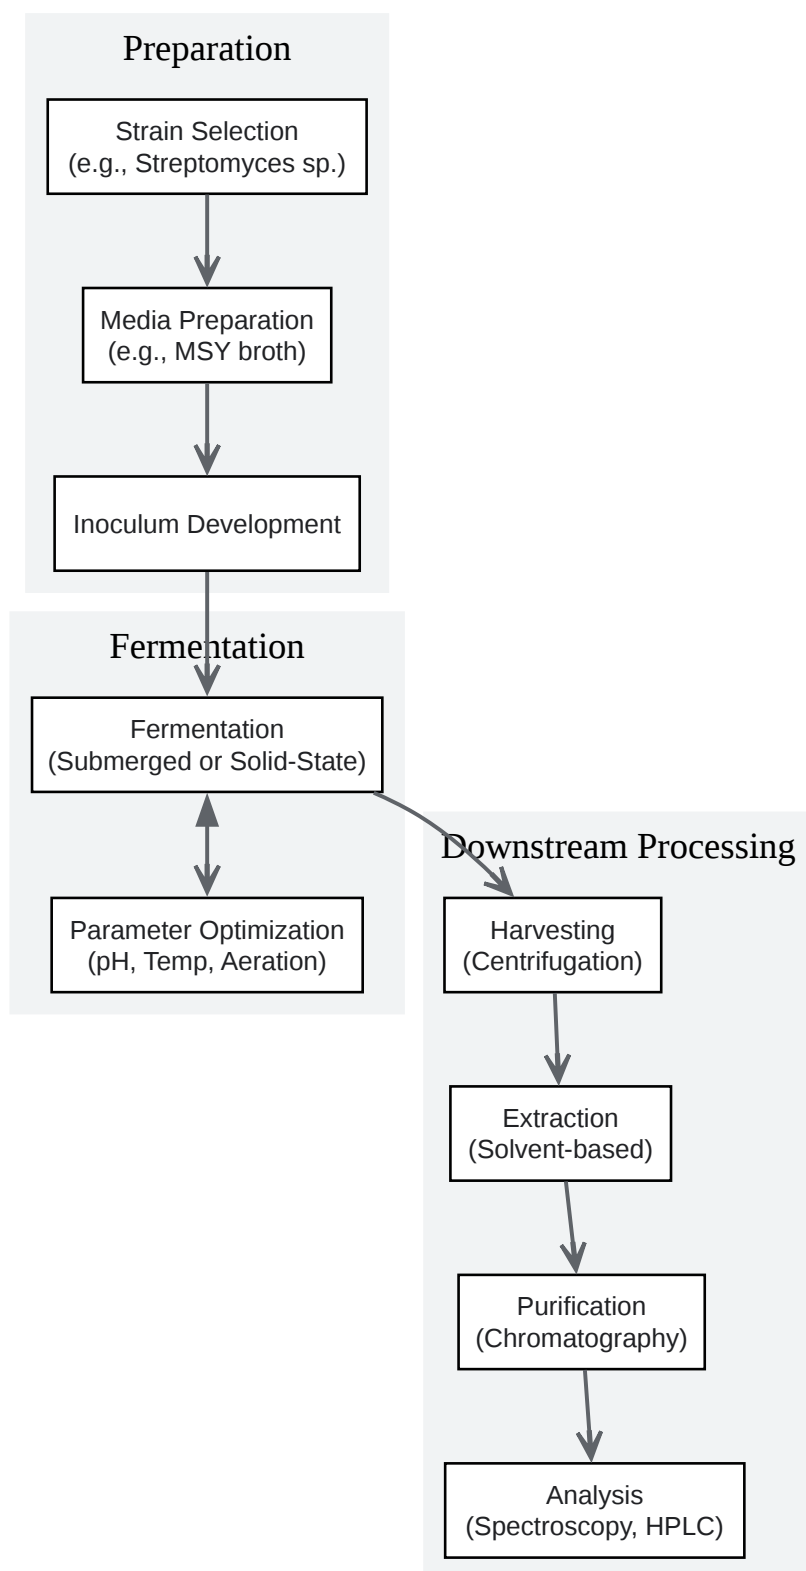 Preparation
Strain Selection
(e.g., Streptomyces sp.)
Media Preparation
(e.g., MSY broth)
Inoculum Development
Fermentation
Fermentation
(Submerged or Solid-State)
Parameter Optimization
(pH, Temp, Aeration)
Downstream Processing
Harvesting
(Centrifugation)
Extraction
(Solvent-based)
Purification
(Chromatography)
Analysis
(Spectroscopy, HPLC)